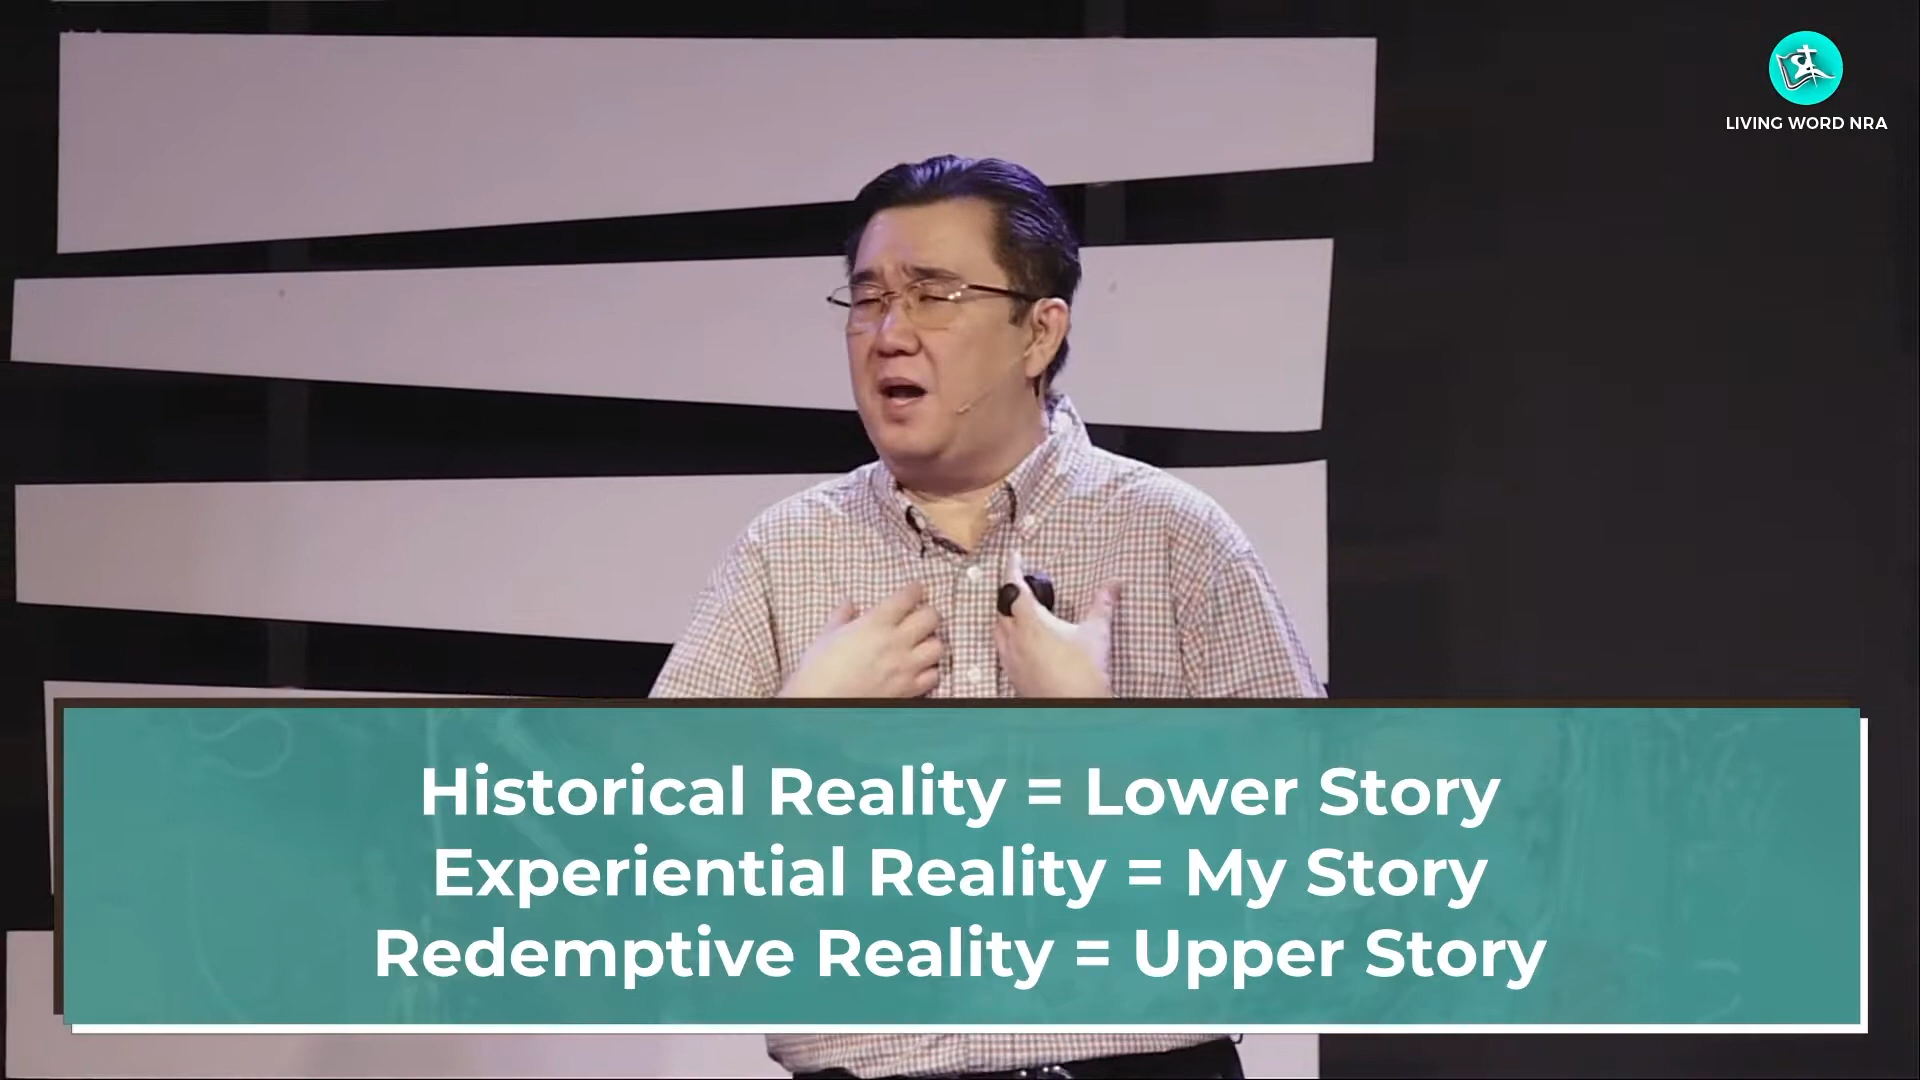 LIVING WORD NRA
Historical Reality = Lower Story
Experiential Reality = My Story
Redemptive Reality = Upper Story